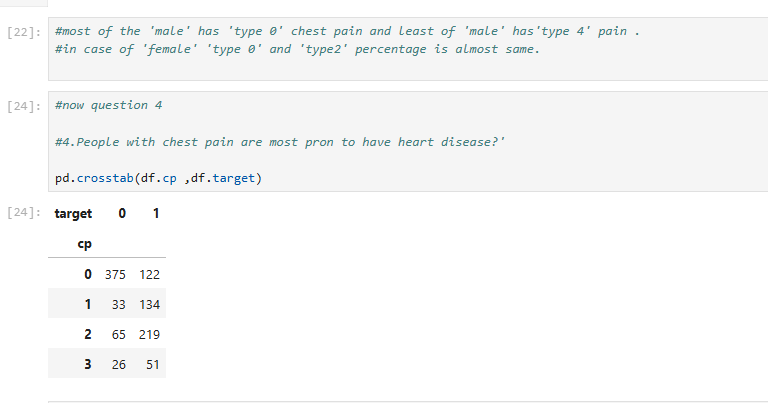 [22]: #most of the 'male' has 'type 0' chest pain and least of 'male' has'type 4' pain .
#in case of 'female' 'type 0' and 'type2' percentage is almost same.
[24]: #now question 4
#4.People with chest pain are most pron to have heart disease?'
pd.crosstab(df.cp ,df.target)
[24]: target 0 1
cp
0 375 122
1 33 134
2 65 219
3 26 51